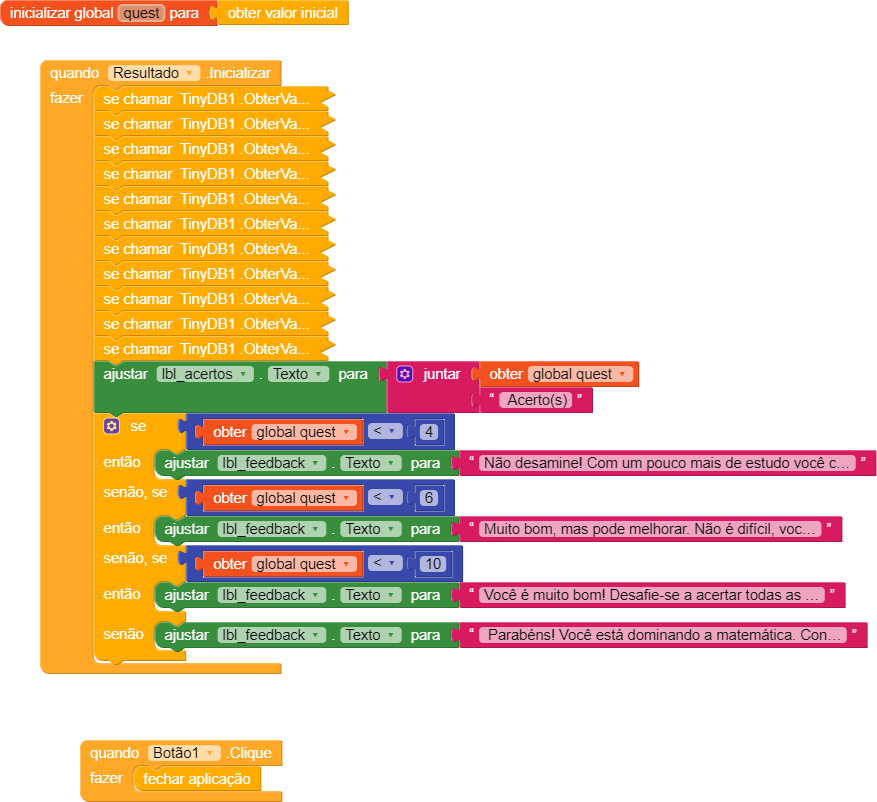 inicializar global quest para obter valor inicial
quando Resultado .Inicializar
fazer se chamar TinyDB1 .ObterVa...
se chamar TinyDB1 .ObterVa...
se chamar TinyDB1 .ObterVa...
se chamar TinyDB1 .ObterVa...
se chamar TinyDB1 .ObterVa...
se chamar TinyDB1 .ObterVa...
se chamar TinyDB1 .ObterVa...
se chamar TinyDB1 .ObterVa...
se chamar TinyDB1 .ObterVa...
se chamar TinyDB1 .ObterVa...
se chamar TinyDB1 .ObterVa...
ajustar lbl_acertos . Texto para juntar obter global quest
“ Acerto(s) ”
se obter global quest < 4
então ajustar lbl_feedback . Texto para “ Não desamine! Com um pouco mais de estudo você c... ”
senão, se obter global quest < 6
então ajustar lbl_feedback . Texto para “ Muito bom, mas pode melhorar. Não é difícil, voc... ”
senão, se obter global quest < 10
então ajustar lbl_feedback . Texto para “ Você é muito bom! Desafie-se a acertar todas as ... ”
senão ajustar lbl_feedback . Texto para “ Parabéns! Você está dominando a matemática. Con... ”
quando Botão1 .Clique
fazer fechar aplicação